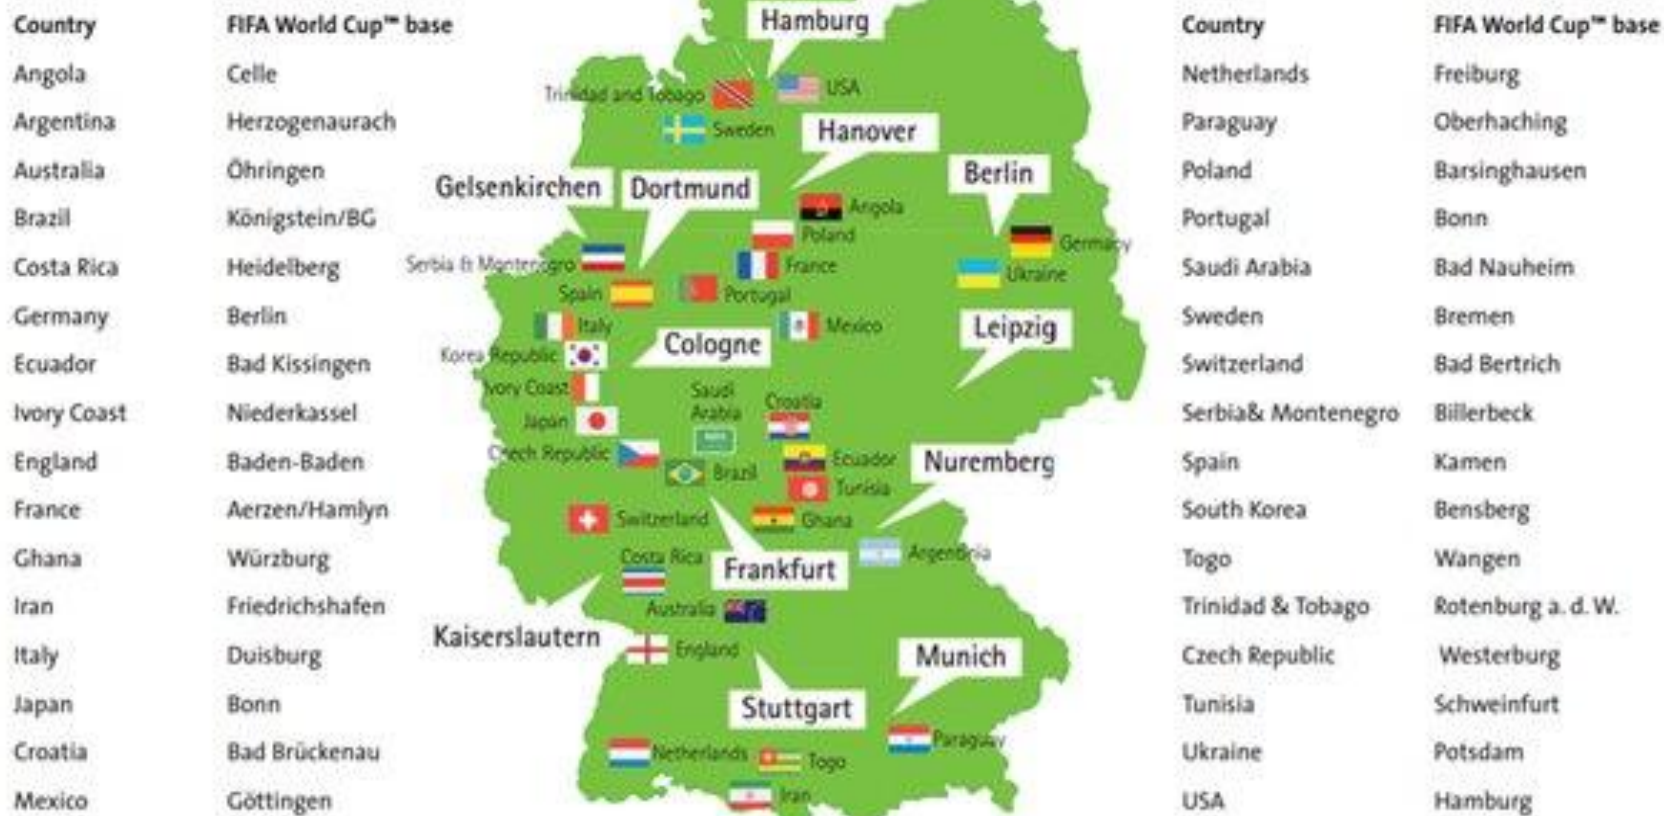 Country FIFA World Cup™ base
Angola Celle
Argentina Herzogenaurach
Australia Öhringen
Brazil Königstein/BG
Costa Rica Heidelberg
Germany Berlin
Ecuador Bad Kissingen
Ivory Coast Niederkassel
England Baden-Baden
France Aerzen/Hamlyn
Ghana Würzburg
Iran Friedrichshafen
Italy Duisburg
Japan Bonn
Croatia Bad Brückenau
Mexico Göttingen
Hamburg
Trinidad and Tobago USA
Sweden Hanover
Gelsenkirchen Dortmund Berlin
Angola
Poland Germany
Serbia & Montenegro France Ukraine
Spain Portugal
Italy Mexico Leipzig
Korea Republic Cologne
Ivory Coast Saudi
Arabia Croatia
Japan
Czech Republic Brazil Ecuador Nuremberg
Tunisia
Switzerland Ghana
Costa Rica Frankfurt Argentinia
Australia
Kaiserslautern England Munich
Stuttgart
Netherlands Togo Paraguay
Iran
Country FIFA World Cup™ base
Netherlands Freiburg
Paraguay Oberhaching
Poland Barsinghausen
Portugal Bonn
Saudi Arabia Bad Nauheim
Sweden Bremen
Switzerland Bad Bertrich
Serbia& Montenegro Billerbeck
Spain Kamen
South Korea Bensberg
Togo Wangen
Trinidad & Tobago Rotenburg a. d. W.
Czech Republic Westerburg
Tunisia Schweinfurt
Ukraine Potsdam
USA Hamburg